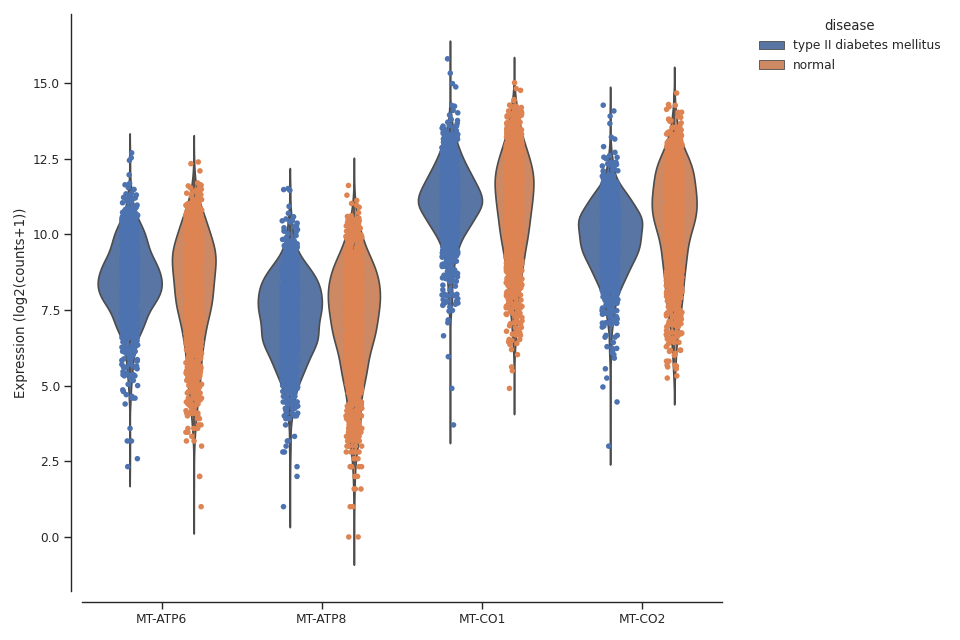 disease
type II diabetes mellitus
normal
Expression (log2(counts+1))
15.0
12.5
10.0
7.5
5.0
2.5
0.0
MT-ATP6
MT-ATP8
MT-CO1
MT-CO2